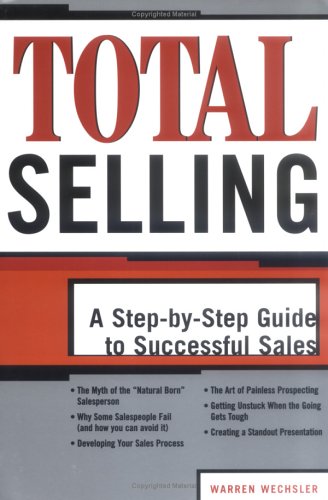 TOTAL
SELLING
A Step-by-Step Guide
to Successful Sales
• The Myth of the "Natural Born"
Salesperson
• Why Some Salespeople Fail
(and how you can avoid it)
• Developing Your Sales Process
• The Art of Painless Prospecting
• Getting Unstuck When the Going
Gets Tough
• Creating a Standout Presentation
WARREN WECHSLER